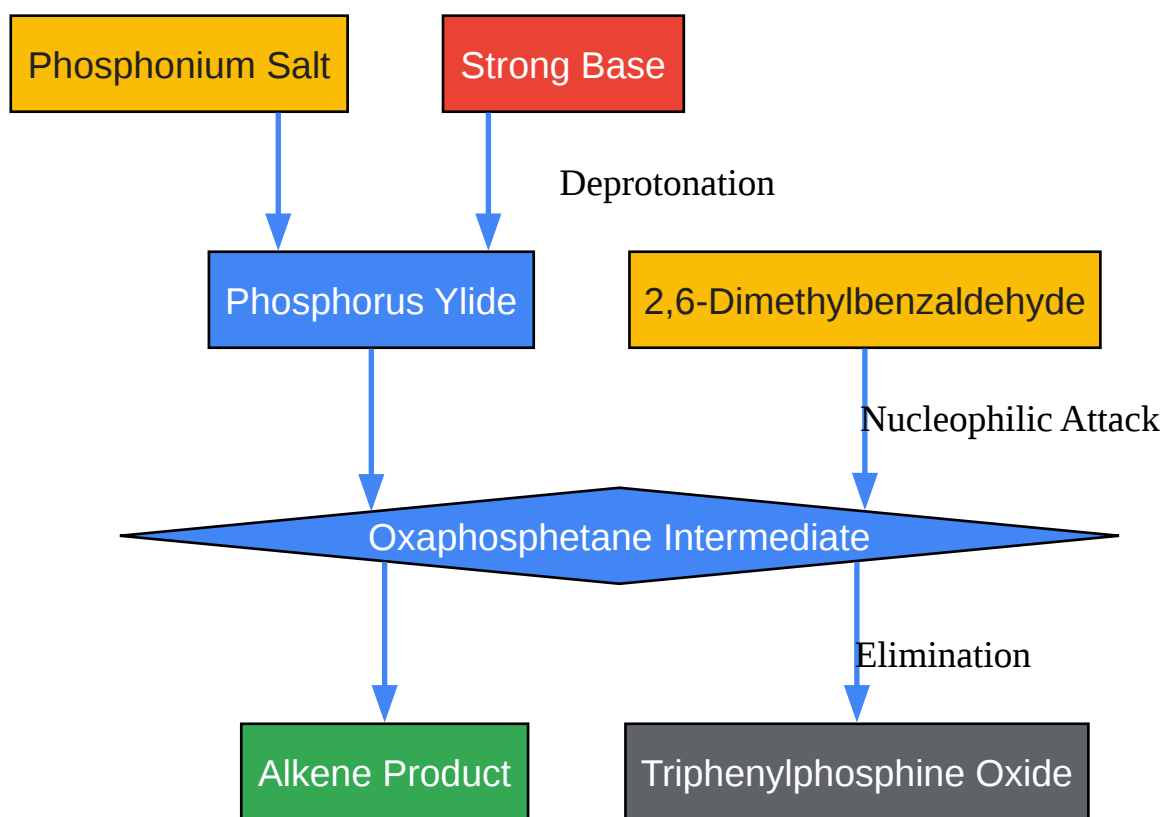 Phosphonium Salt
Strong Base
Deprotonation
Phosphorus Ylide
2,6-Dimethylbenzaldehyde
Nucleophilic Attack
Oxaphosphetane Intermediate
Elimination
Alkene Product
Triphenylphosphine Oxide